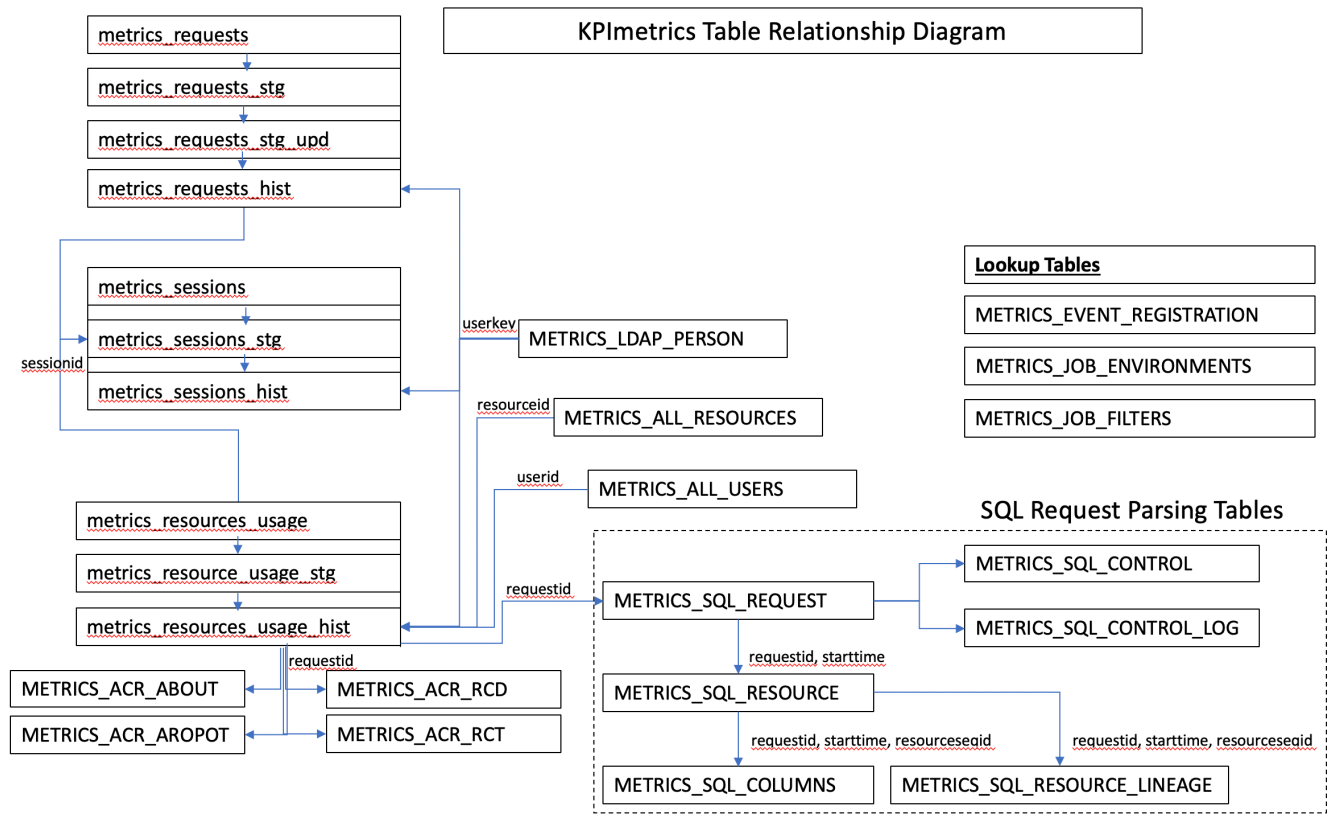 KPImetrics Table Relationship Diagram
metrics_requests
metrics_requests_stg
metrics_requests_stg_upd
metrics_requests_hist
metrics_sessions
metrics_sessions_stg
metrics_sessions_hist
sessionid
userkey
METRICS_LDAP_PERSON
resourceid
METRICS_ALL_RESOURCES
userid
METRICS_ALL_USERS
Lookup Tables
METRICS_EVENT_REGISTRATION
METRICS_JOB_ENVIRONMENTS
METRICS_JOB_FILTERS
metrics_resources_usage
metrics_resource_usage_stg
metrics_resources_usage_hist
requestid
METRICS_ACR_ABOUT
METRICS_ACR_RCD
METRICS_ACR_AROPOT
METRICS_ACR_RCT
SQL Request Parsing Tables
requestid
METRICS_SQL_REQUEST
METRICS_SQL_CONTROL
METRICS_SQL_CONTROL_LOG
requestid, starttime
METRICS_SQL_RESOURCE
requestid, starttime, resourceseqid
requestid, starttime, resourceseqid
METRICS_SQL_COLUMNS
METRICS_SQL_RESOURCE_LINEAGE